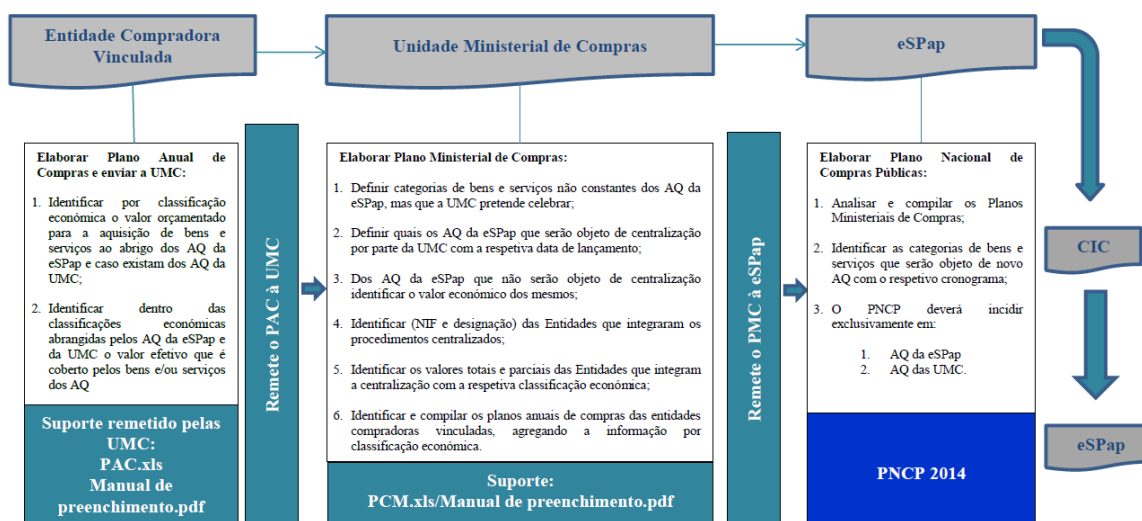 Entidade Compradora
Vinculada
Unidade Ministerial de Compras
eSPap
Elaborar Plano Anual de
Compras e enviar a UMC:
1. Identificar por classificação
económica o valor orçamentado
para a aquisição de bens e
serviços ao abrigo dos AQ da
eSPap e caso existam dos AQ da
UMC;
2. Identificar dentro das
classificações económicas
abrangidas pelos AQ da eSPap e
da UMC o valor efetivo que é
coberto pelos bens e/ou serviços
dos AQ
Suporte remetido pelas
UMC:
PAC.xls
Manual de
preenchimento.pdf
Remete o PAC à UMC
Elaborar Plano Ministerial de Compras:
1. Definir categorias de bens e serviços não constantes dos AQ da
eSPap, mas que a UMC pretende celebrar;
2. Definir quais os AQ da eSPap que serão objeto de centralização
por parte da UMC com a respetiva data de lançamento;
3. Dos AQ da eSPap que não serão objeto de centralização
identificar o valor económico dos mesmos;
4. Identificar (NIF e designação) das Entidades que integraram os
procedimentos centralizados;
5. Identificar os valores totais e parciais das Entidades que integram
a centralização com a respetiva classificação económica;
6. Identificar e compilar os planos anuais de compras das entidades
compradoras vinculadas, agregando a informação por
classificação económica.
Suporte:
PCM.xls/Manual de preenchimento.pdf
Remete o PMC à eSPap
Elaborar Plano Nacional de
Compras Públicas:
1. Analisar e compilar os Planos
Ministeriais de Compras;
2. Identificar as categorias de bens e
serviços que serão objeto de novo
AQ com o respetivo cronograma;
3. O PNCP deverá incidir
exclusivamente em:
1. AQ da eSPap
2. AQ das UMC.
PNCP 2014
CIC
eSPap